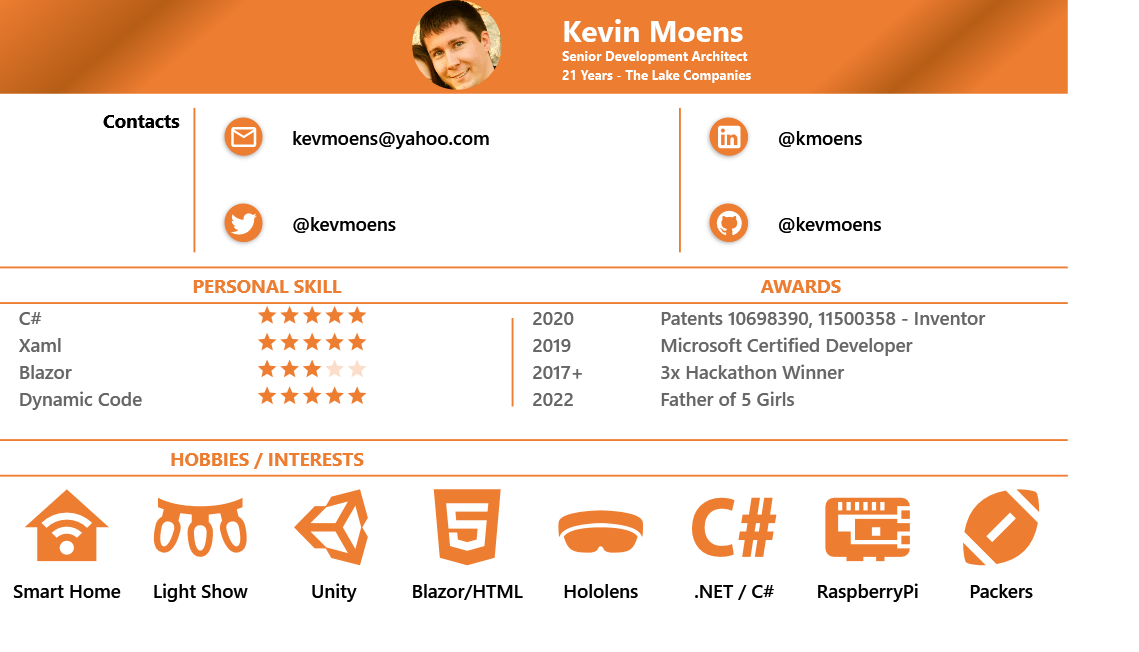 Kevin Moens
Senior Development Architect
21 Years - The Lake Companies
Contacts
kevmoens@yahoo.com
@kmoens
@kevmoens
@kevmoens
PERSONAL SKILL
AWARDS
C#
2020 Patents 10698390, 11500358 - Inventor
Xaml
2019 Microsoft Certified Developer
Blazor
2017+ 3x Hackathon Winner
Dynamic Code
2022 Father of 5 Girls
HOBBIES / INTERESTS
5
C#
Smart Home
Light Show
Unity
Blazor/HTML
Hololens
.NET / C#
RaspberryPi
Packers